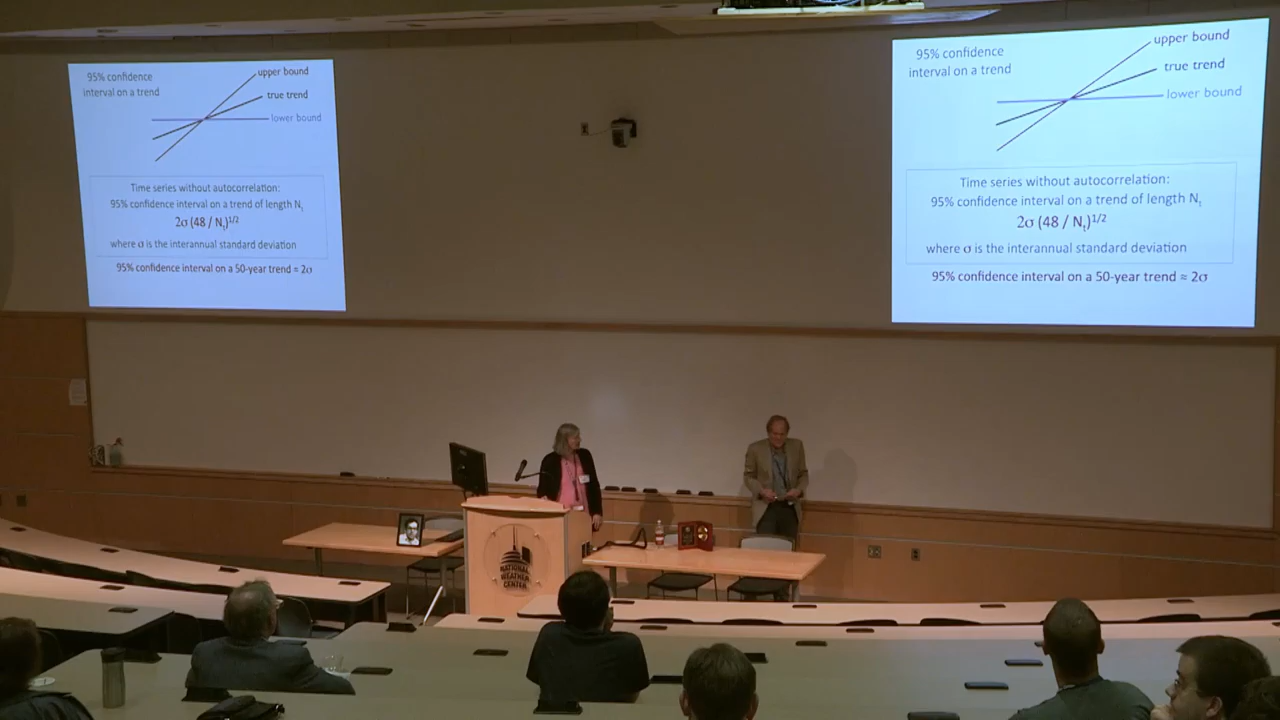 95% confidence
interval on a trend
upper bound
true trend
lower bound
Time series without autocorrelation:
95% confidence interval on a trend of length Nt
2σ (48 / Nt)1/2
where σ is the interannual standard deviation
95% confidence interval on a 50-year trend ≈ 2σ
95% confidence
interval on a trend
upper bound
true trend
lower bound
Time series without autocorrelation:
95% confidence interval on a trend of length Nt
2σ (48 / Nt)1/2
where σ is the interannual standard deviation
95% confidence interval on a 50-year trend ≈ 2σ
NATIONAL
WEATHER
CENTER